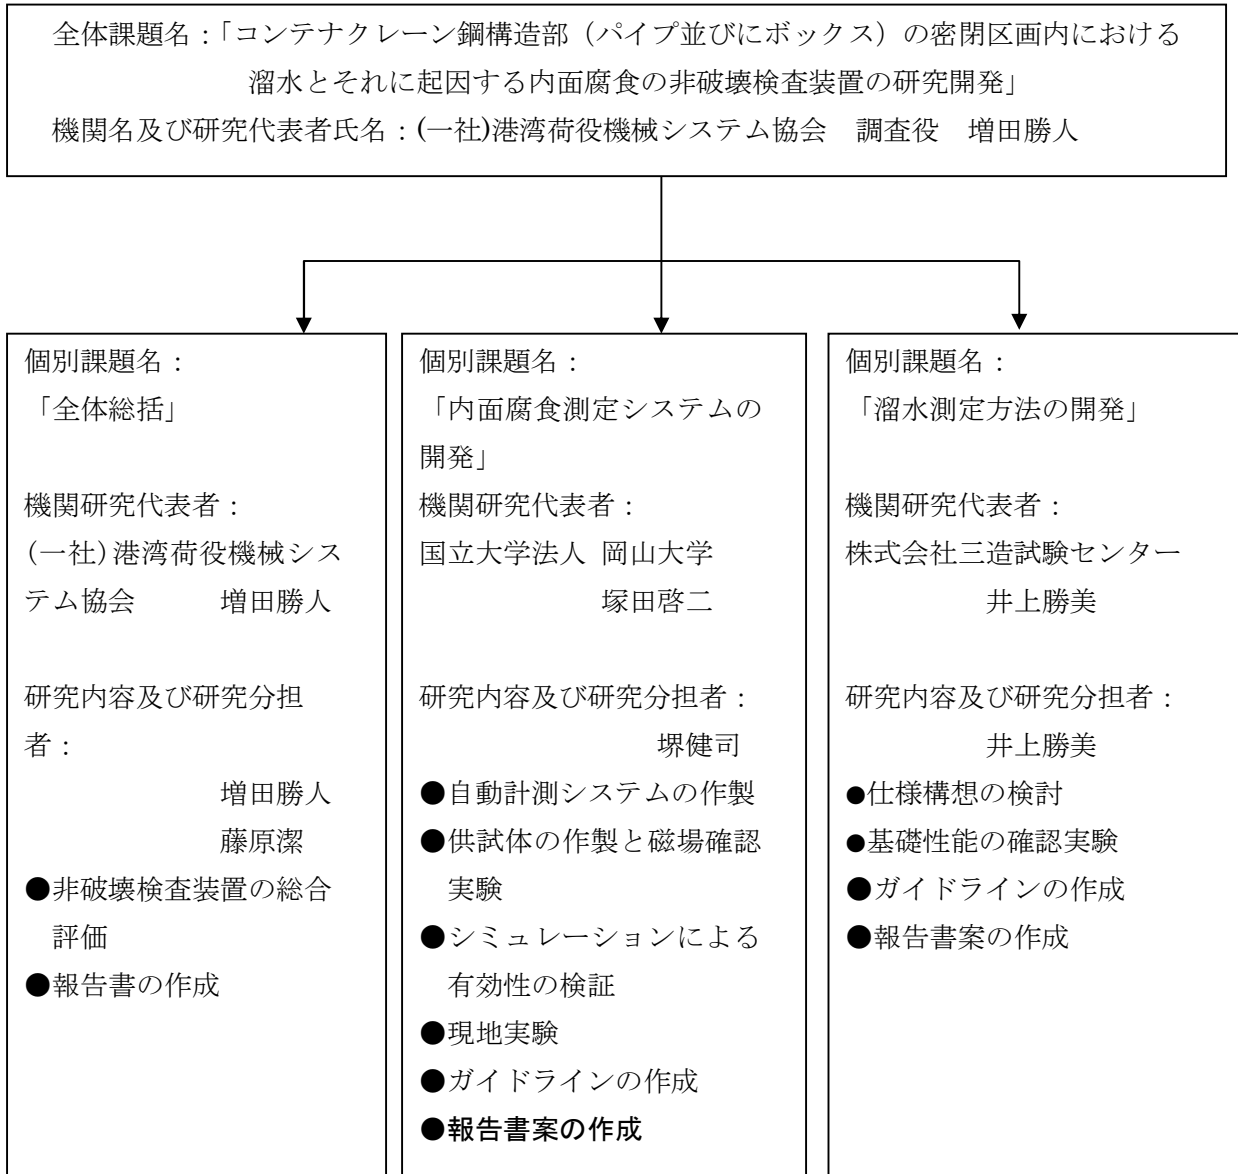 全体課題名：「コンテナクレーン鋼構造部（パイプ並びにボックス）の密閉区画内における
溜水とそれに起因する内面腐食の非破壊検査装置の研究開発」
機関名及び研究代表者氏名：(一社)港湾荷役機械システム協会　調査役　増田勝人
個別課題名：
「全体総括」
機関研究代表者：
(一社)港湾荷役機械シス
テム協会　増田勝人
研究内容及び研究分担
者：
増田勝人
藤原潔
●非破壊検査装置の総合
評価
●報告書の作成
個別課題名：
「内面腐食測定システムの
開発」
機関研究代表者：
国立大学法人 岡山大学
塚田啓二
研究内容及び研究分担者：
堺健司
●自動計測システムの作製
●供試体の作製と磁場確認
実験
●シミュレーションによる
有効性の検証
●現地実験
●ガイドラインの作成
●報告書案の作成
個別課題名：
「溜水測定方法の開発」
機関研究代表者：
株式会社三造試験センター
井上勝美
研究内容及び研究分担者：
井上勝美
●仕様構想の検討
●基礎性能の確認実験
●ガイドラインの作成
●報告書案の作成